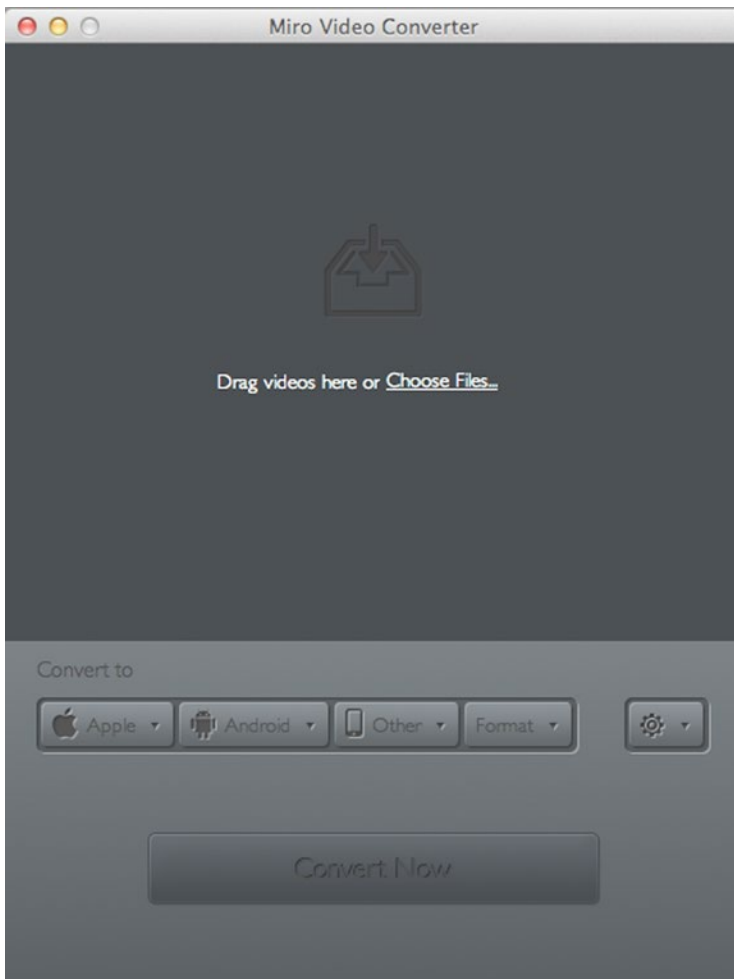 Miro Video Converter
Drag videos here or Choose Files...
Convert to
Apple Android Other Format
Convert Now